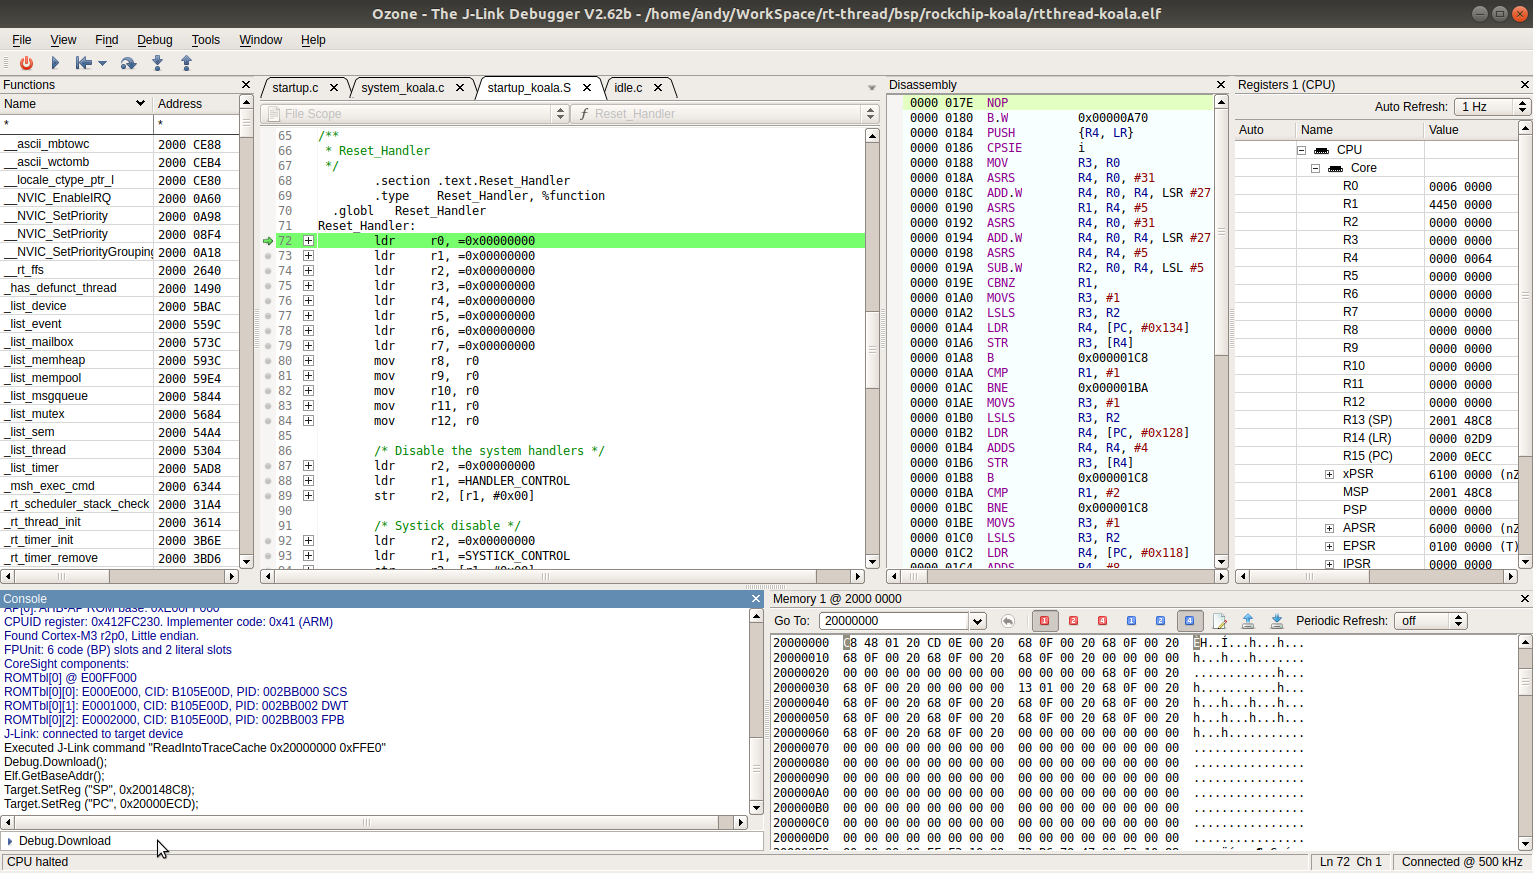 Ozone - The J-Link Debugger V2.62b - /home/andy/WorkSpace/rt-thread/bsp/rockchip-koala/rtthread-koala.elf
File View Find Debug Tools Window Help
Functions
Name Address
* *
__ascii_mbtowc 2000 CE88
__ascii_wctomb 2000 CEB4
__locale_ctype_ptr_l 2000 CE80
__NVIC_EnableIRQ 2000 0A60
__NVIC_SetPriority 2000 0A98
__NVIC_SetPriority 2000 08F4
__NVIC_SetPriorityGrouping 2000 0A18
__rt_ffs 2000 2640
_has_defunct_thread 2000 1490
_list_device 2000 5BAC
_list_event 2000 559C
_list_mailbox 2000 573C
_list_memheap 2000 593C
_list_mempool 2000 59E4
_list_msgqueue 2000 5844
_list_mutex 2000 5684
_list_sem 2000 54A4
_list_thread 2000 5304
_list_timer 2000 5AD8
_msh_exec_cmd 2000 6344
_rt_scheduler_stack_check 2000 31A4
_rt_thread_init 2000 3614
_rt_timer_init 2000 3B6E
_rt_timer_remove 2000 3BD6
startup.c system_koala.c startup_koala.S idle.c
File Scope Reset_Handler
65 /**
66 * Reset_Handler
67 */
68 .section .text.Reset_Handler
69 .type Reset_Handler, %function
70 .globl Reset_Handler
71 Reset_Handler:
72 ldr r0, =0x00000000
73 ldr r1, =0x00000000
74 ldr r2, =0x00000000
75 ldr r3, =0x00000000
76 ldr r4, =0x00000000
77 ldr r5, =0x00000000
78 ldr r6, =0x00000000
79 ldr r7, =0x00000000
80 mov r8, r0
81 mov r9, r0
82 mov r10, r0
83 mov r11, r0
84 mov r12, r0
85
86 /* Disable the system handlers */
87 ldr r2, =0x00000000
88 ldr r1, =HANDLER_CONTROL
89 str r2, [r1, #0x00]
90
91 /* Systick disable */
92 ldr r2, =0x00000000
93 ldr r1, =SYSTICK_CONTROL
94 str r2, [r1, #0x00]
Disassembly
0000 017E NOP
0000 0180 B.W 0x00000A70
0000 0184 PUSH {R4, LR}
0000 0186 CPSIE i
0000 0188 MOV R3, R0
0000 018A ASRS R4, R0, #31
0000 018C ADD.W R4, R0, R4, LSR #27
0000 0190 ASRS R1, R4, #5
0000 0192 ASRS R4, R0, #31
0000 0194 ADD.W R4, R0, R4, LSR #27
0000 0198 ASRS R4, R4, #5
0000 019A SUB.W R2, R0, R4, LSL #5
0000 019E CBNZ R1,
0000 01A0 MOVS R3, #1
0000 01A2 LSLS R3, R2
0000 01A4 LDR R4, [PC, #0x134]
0000 01A6 STR R3, [R4]
0000 01A8 B 0x000001C8
0000 01AA CMP R1, #1
0000 01AC BNE 0x000001BA
0000 01AE MOVS R3, #1
0000 01B0 LSLS R3, R2
0000 01B2 LDR R4, [PC, #0x128]
0000 01B4 ADDS R4, R4, #4
0000 01B6 STR R3, [R4]
0000 01B8 B 0x000001C8
0000 01BA CMP R1, #2
0000 01BC BNE 0x000001C8
0000 01BE MOVS R3, #1
0000 01C0 LSLS R3, R2
0000 01C2 LDR R4, [PC, #0x118]
0000 01C4 ADDS R4, R4, #8
Registers 1 (CPU)
Auto Refresh: 1 Hz
Auto Name Value
CPU
Core
R0 0006 0000
R1 4450 0000
R2 0000 0000
R3 0000 0000
R4 0000 0064
R5 0000 0000
R6 0000 0000
R7 0000 0000
R8 0000 0000
R9 0000 0000
R10 0000 0000
R11 0000 0000
R12 0000 0000
R13 (SP) 2001 48C8
R14 (LR) 0000 02D9
R15 (PC) 2000 0ECC
xPSR 6100 0000 (nZ
MSP 2001 48C8
PSP 0000 0000
APSR 6000 0000 (nZ
EPSR 0100 0000 (T)
IPSR 0000 0000
Console
AP[0]: AHB-AP ROM base: 0xE00FF000
CPUID register: 0x412FC230. Implementer code: 0x41 (ARM)
Found Cortex-M3 r2p0, Little endian.
FPUnit: 6 code (BP) slots and 2 literal slots
CoreSight components:
ROMTbl[0] @ E00FF000
ROMTbl[0][0]: E000E000, CID: B105E00D, PID: 002BB000 SCS
ROMTbl[0][1]: E0001000, CID: B105E00D, PID: 002BB002 DWT
ROMTbl[0][2]: E0002000, CID: B105E00D, PID: 002BB003 FPB
J-Link: connected to target device
Executed J-Link command "ReadIntoTraceCache 0x20000000 0xFFE0"
Debug.Download();
Elf.GetBaseAddr();
Target.SetReg ("SP", 0x200148C8);
Target.SetReg ("PC", 0x20000ECD);
Debug.Download
Memory 1 @ 2000 0000
Go To: 20000000 1 2 4 1 2 4 Periodic Refresh: off
20000000 C8 48 01 20 CD 0E 00 20 68 0F 00 20 68 0F 00 20 ÈH. Í.. h.. h..
20000010 68 0F 00 20 68 0F 00 20 68 0F 00 20 00 00 00 00 h.. h.. h.. ....
20000020 00 00 00 00 00 00 00 00 00 00 00 00 68 0F 00 20 ............h...
20000030 68 0F 00 20 00 00 00 00 13 01 00 20 68 0F 00 20 h...........h...
20000040 68 0F 00 20 68 0F 00 20 68 0F 00 20 68 0F 00 20 h...h...h...h...
20000050 68 0F 00 20 68 0F 00 20 68 0F 00 20 68 0F 00 20 h...h...h...h...
20000060 68 0F 00 20 68 0F 00 20 00 00 00 00 00 00 00 00 h...h...........
20000070 00 00 00 00 00 00 00 00 00 00 00 00 00 00 00 00 ................
20000080 00 00 00 00 00 00 00 00 00 00 00 00 00 00 00 00 ................
20000090 00 00 00 00 00 00 00 00 00 00 00 00 00 00 00 00 ................
200000A0 00 00 00 00 00 00 00 00 00 00 00 00 00 00 00 00 ................
200000B0 00 00 00 00 00 00 00 00 00 00 00 00 00 00 00 00 ................
200000C0 00 00 00 00 00 00 00 00 00 00 00 00 00 00 00 00 ................
200000D0 00 00 00 00 00 00 00 00 00 00 00 00 00 00 00 00 ................
CPU halted
Ln 72 Ch 1 Connected @ 500 kHz